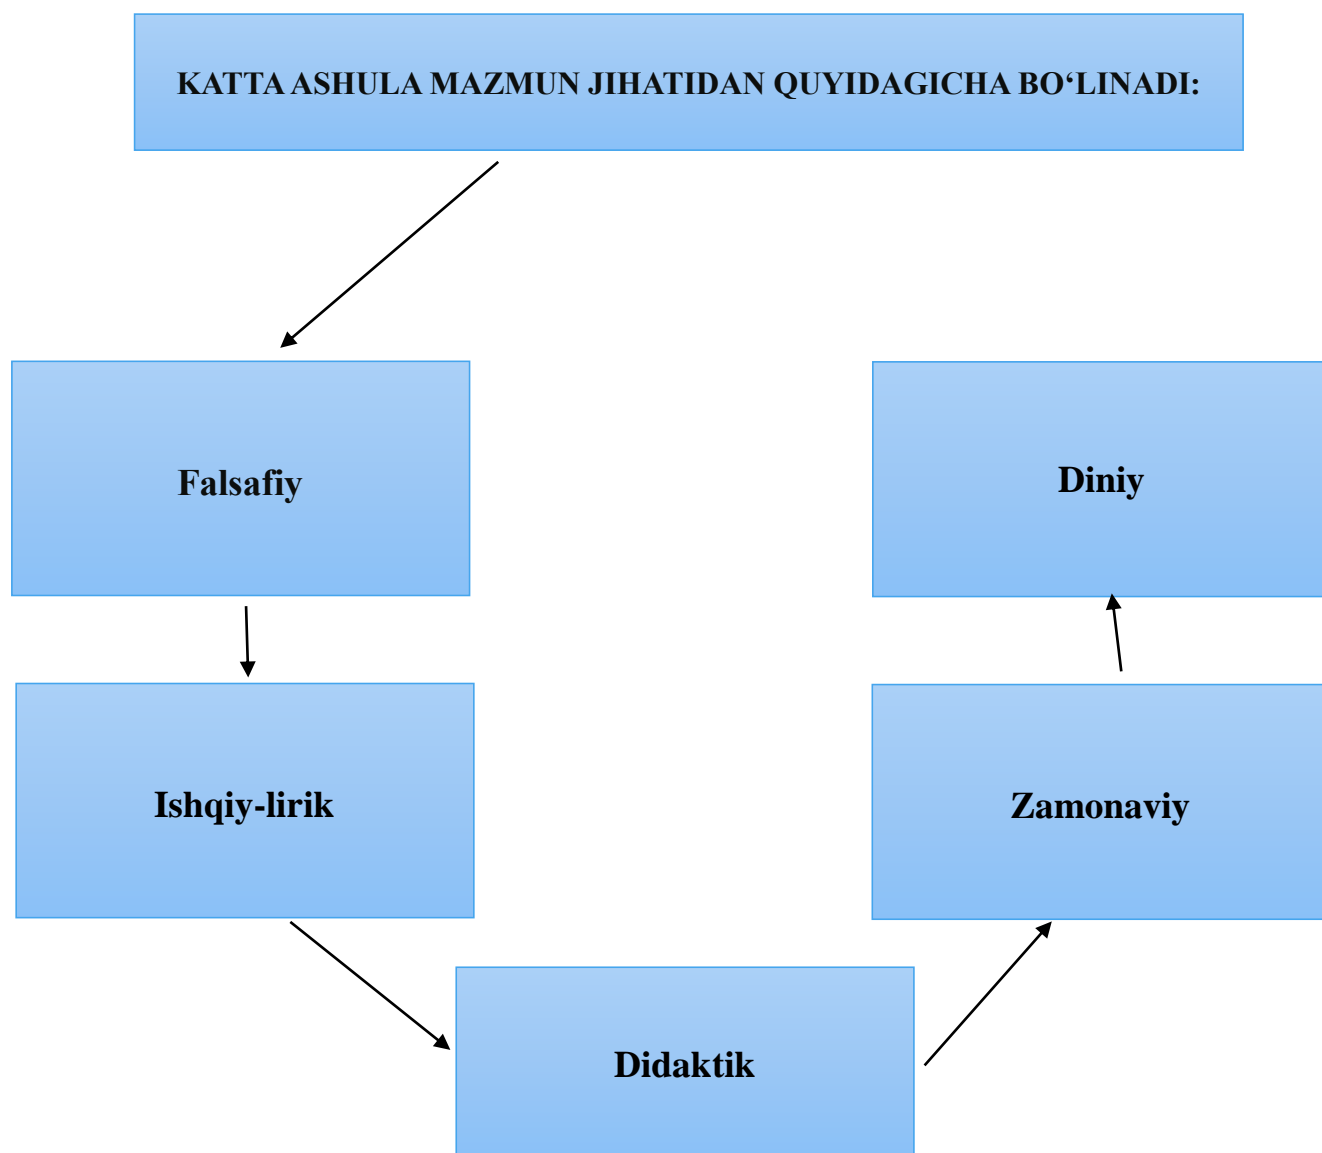 KATTA ASHULA MAZMUN JIHATIDAN QUYIDAGICHA BO‘LINADI:
Falsafiy
Ishqiy-lirik
Didaktik
Zamonaviy
Diniy